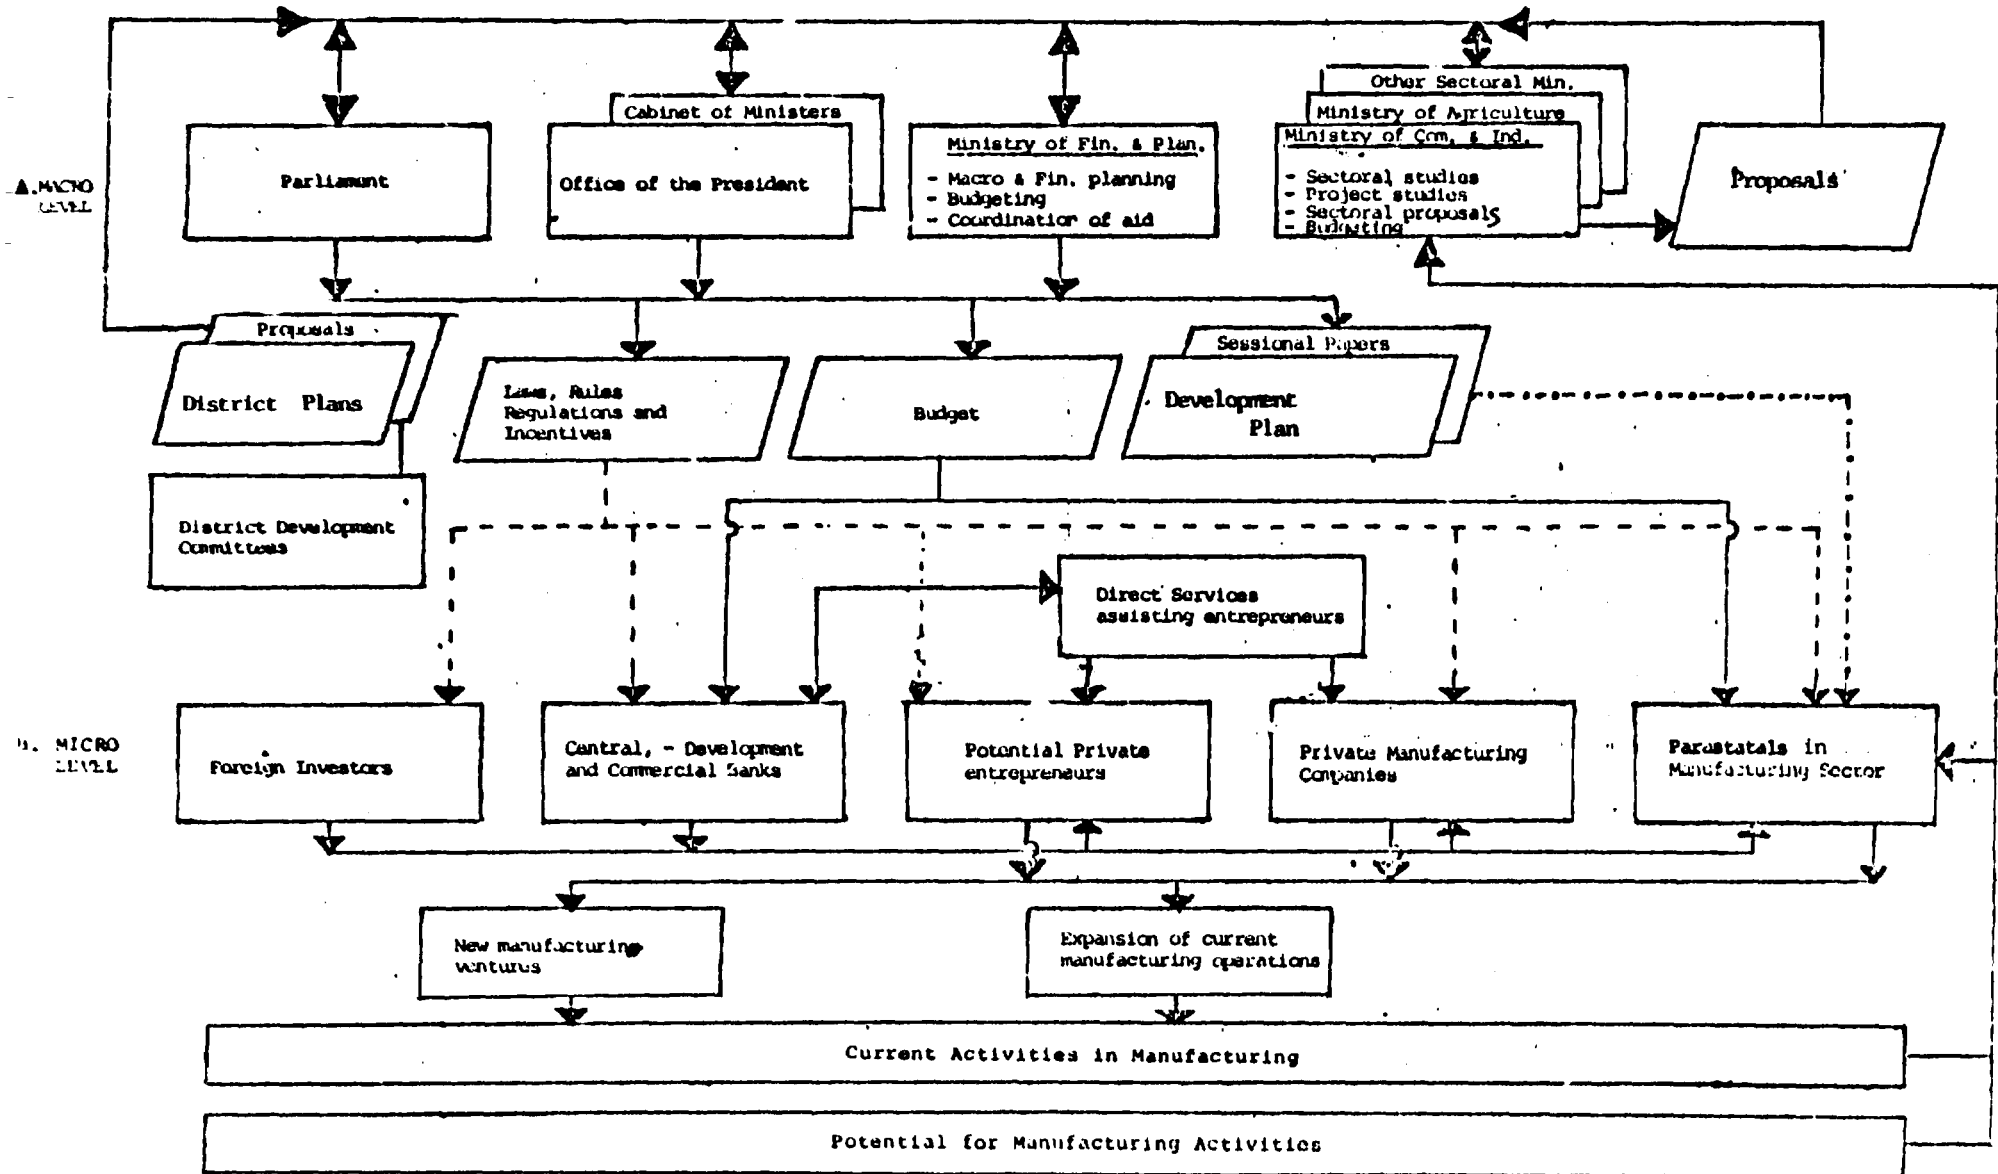 Other Sectoral Min.
Cabinet of Ministers
Ministry of Agriculture
Ministry of Com. & Ind.
Ministry of Fin. & Plan.
Parliament
Office of the President
- Macro & Fin. planning
- Budgeting
- Coordination of aid
- Sectoral studies
- Project studies
- Sectoral proposals
- Budgeting
Proposals
A. MACRO
LEVEL
Proposals
District Plans
Laws, Rules
Regulations and
Incentives
Budget
Sessional Papers
Development
Plan
District Development
Committees
Direct Services
assisting entrepreneurs
MICRO
LEVEL
Foreign Investors
Central, - Development
and Commercial Banks
Potential Private
entrepreneurs
Private Manufacturing
Companies
Parastatals in
Manufacturing Sector
New manufacturing
ventures
Expansion of current
manufacturing operations
Current Activities in Manufacturing
Potential for Manufacturing Activities